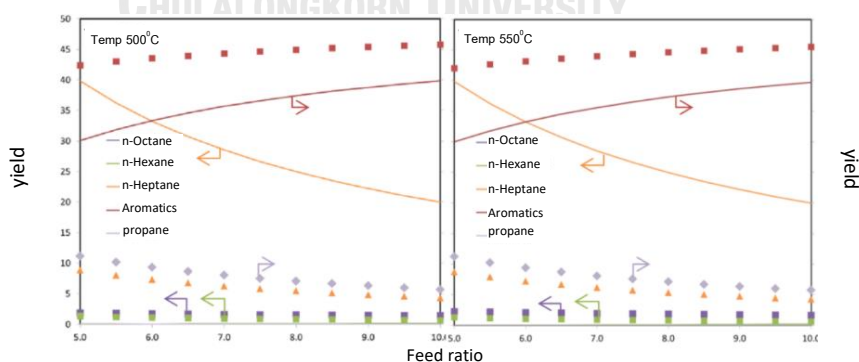 CHULALONGKORN UNIVERSITY
Temp 500°C
50
45
40
35
30
25
20
15
10
5
0
yield
n-Octane
n-Hexane
n-Heptane
Aromatics
propane
5.0 6.0 7.0 8.0 9.0 10.0
Temp 550°C
n-Octane
n-Hexane
n-Heptane
Aromatics
propane
5.0 6.0 7.0 8.0 9.0 10.0
yield
Feed ratio